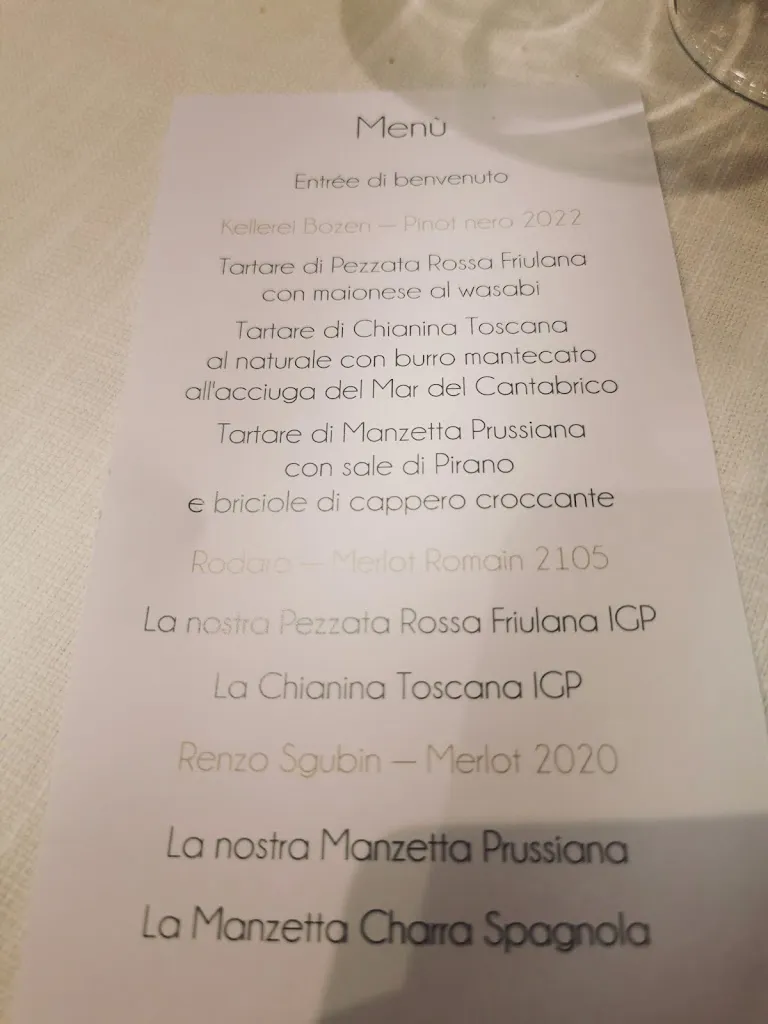 Menù
Entrée di benvenuto
Kellerei Bozen – Pinot nero 2022
Tartare di Pezzata Rossa Friulana
con maionese al wasabi
Tartare di Chianina Toscana
al naturale con burro mantecato
all'acciuga del Mar del Cantabrico
Tartare di Manzetta Prussiana
con sale di Pirano
e briciole di cappero croccante
Rodaro – Merlot Romain 2105
La nostra Pezzata Rossa Friulana IGP
La Chianina Toscana IGP
Renzo Sgubin – Merlot 2020
La nostra Manzetta Prussiana
La Manzetta Charra Spagnola